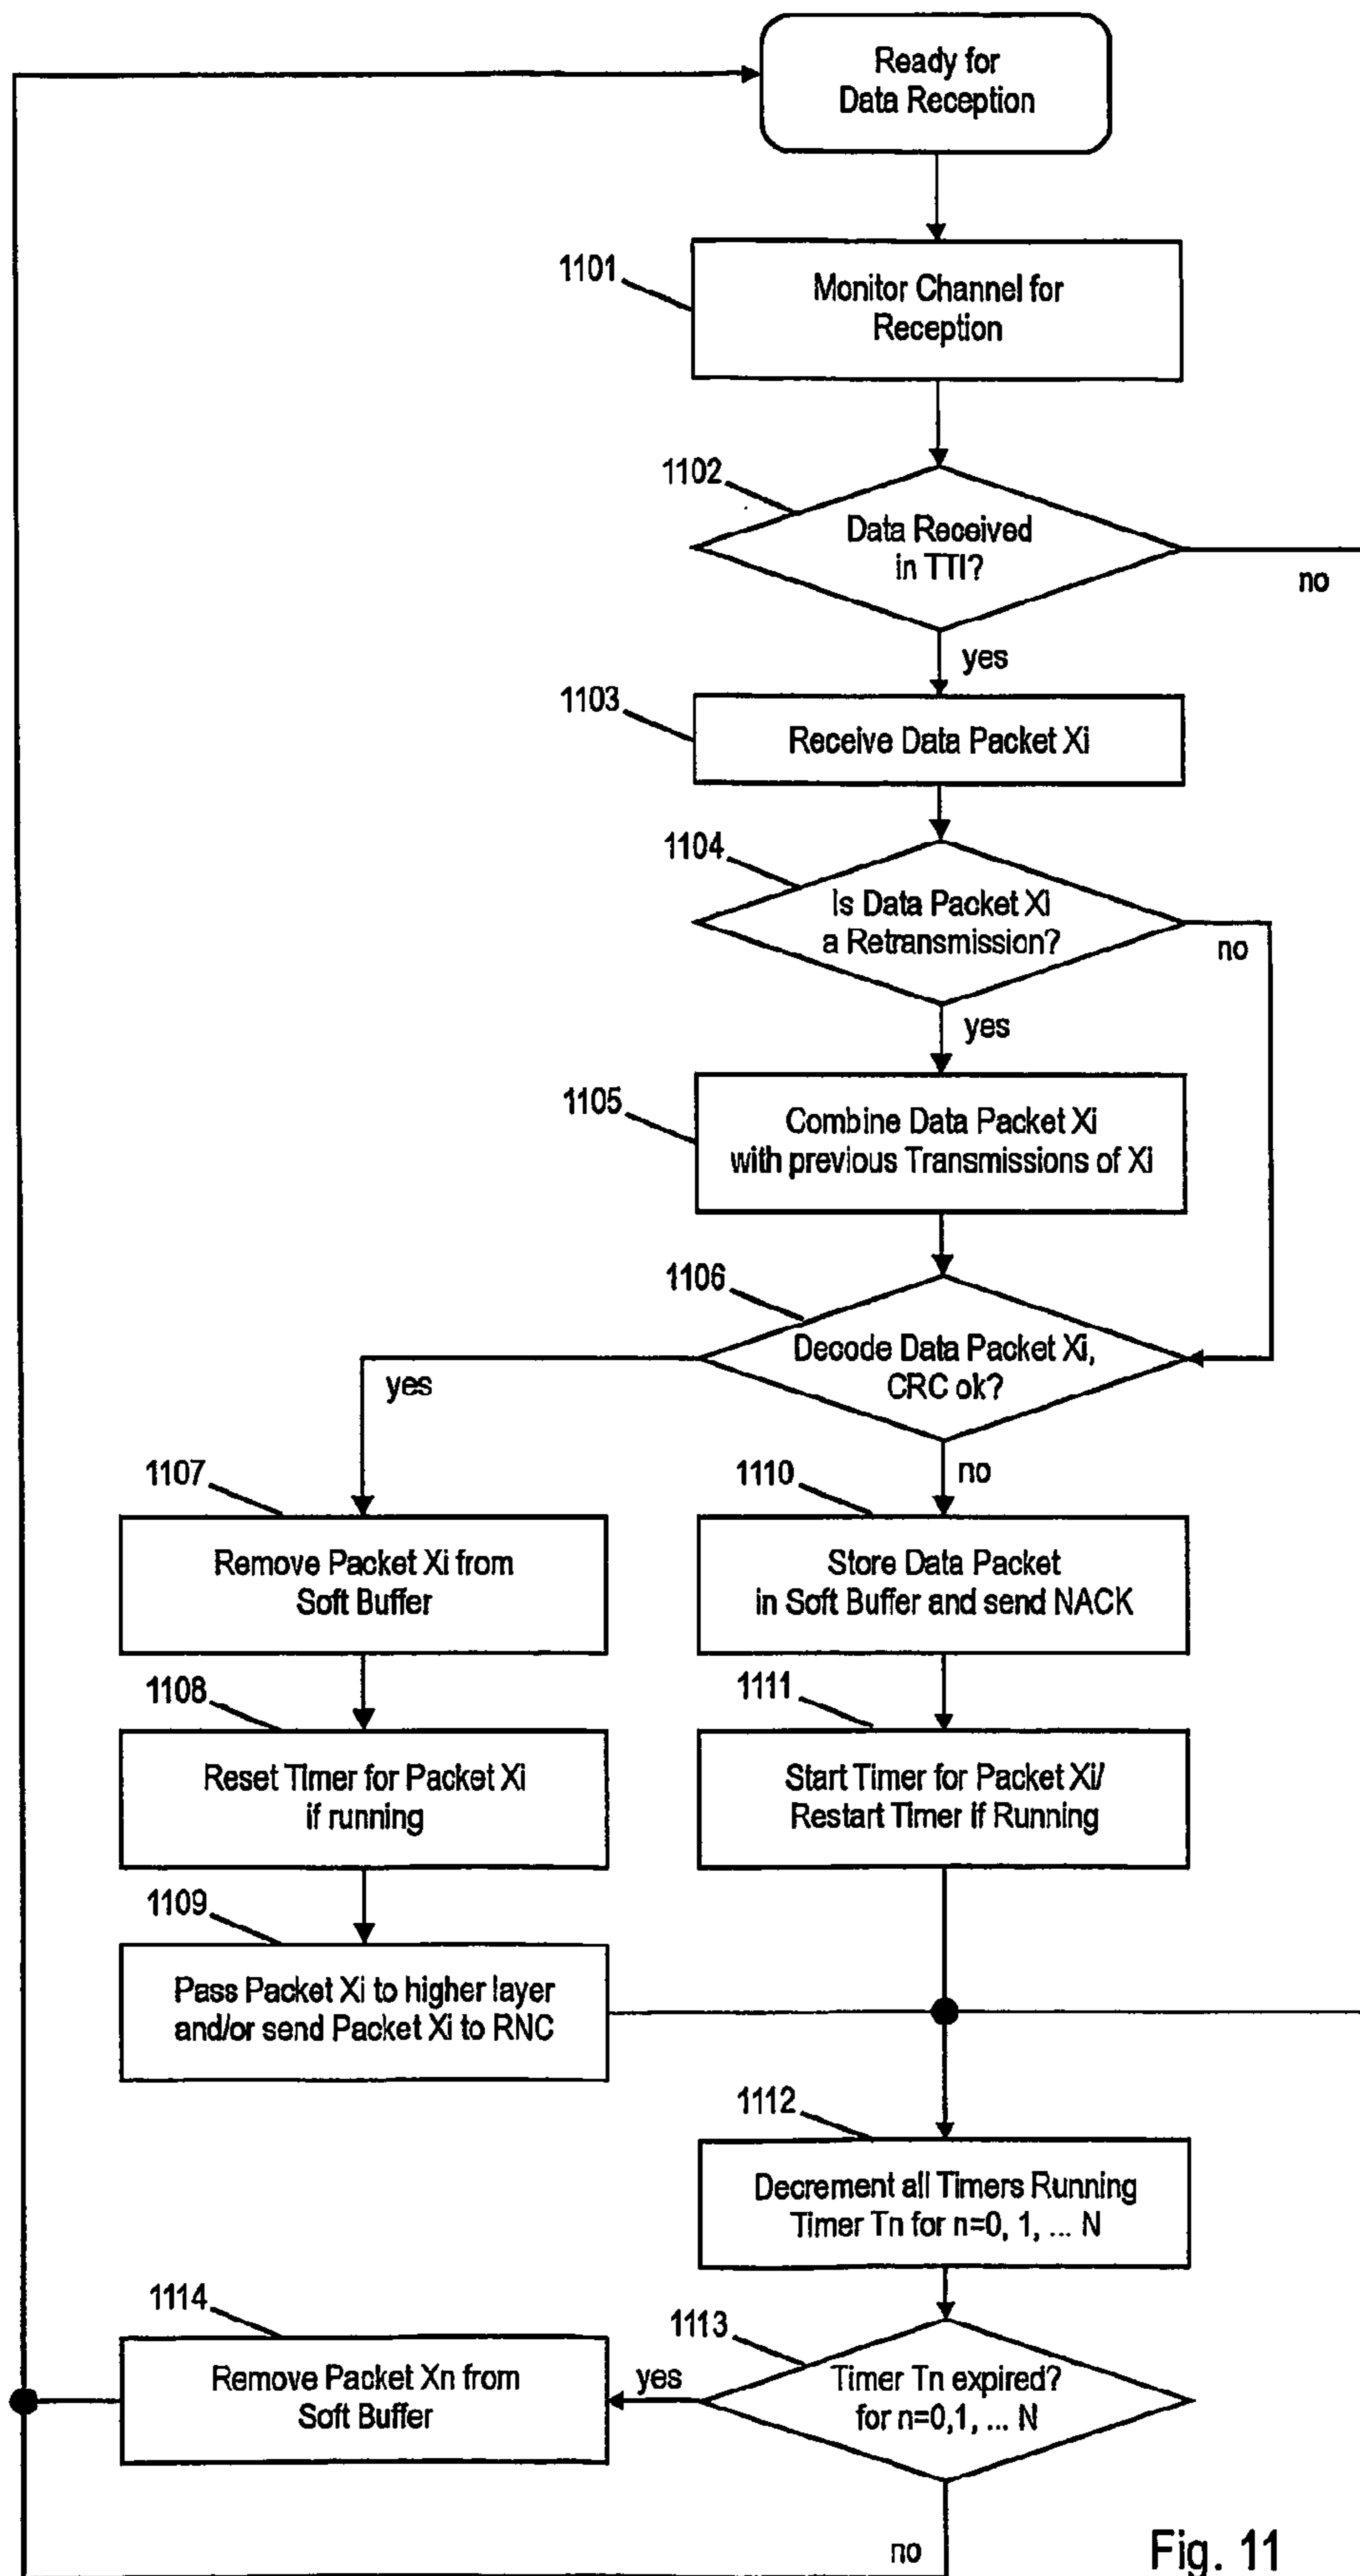 Ready for
Data Reception
1101
Monitor Channel for
Reception
1102
Data Received
in TTI?
no
yes
1103
Receive Data Packet Xi
1104
Is Data Packet Xi
a Retransmission?
no
yes
1105
Combine Data Packet Xi
with previous Transmissions of Xi
1106
Decode Data Packet Xi,
CRC ok?
yes
no
1107
Remove Packet Xi from
Soft Buffer
1110
Store Data Packet
in Soft Buffer and send NACK
1108
Reset Timer for Packet Xi
if running
1111
Start Timer for Packet Xi/
Restart Timer if Running
1109
Pass Packet Xi to higher layer
and/or send Packet Xi to RNC
1112
Decrement all Timers Running
Timer Tn for n=0, 1, ... N
1114
Remove Packet Xn from
Soft Buffer
1113
Timer Tn expired?
for n=0,1, ... N
yes
no
Fig. 11